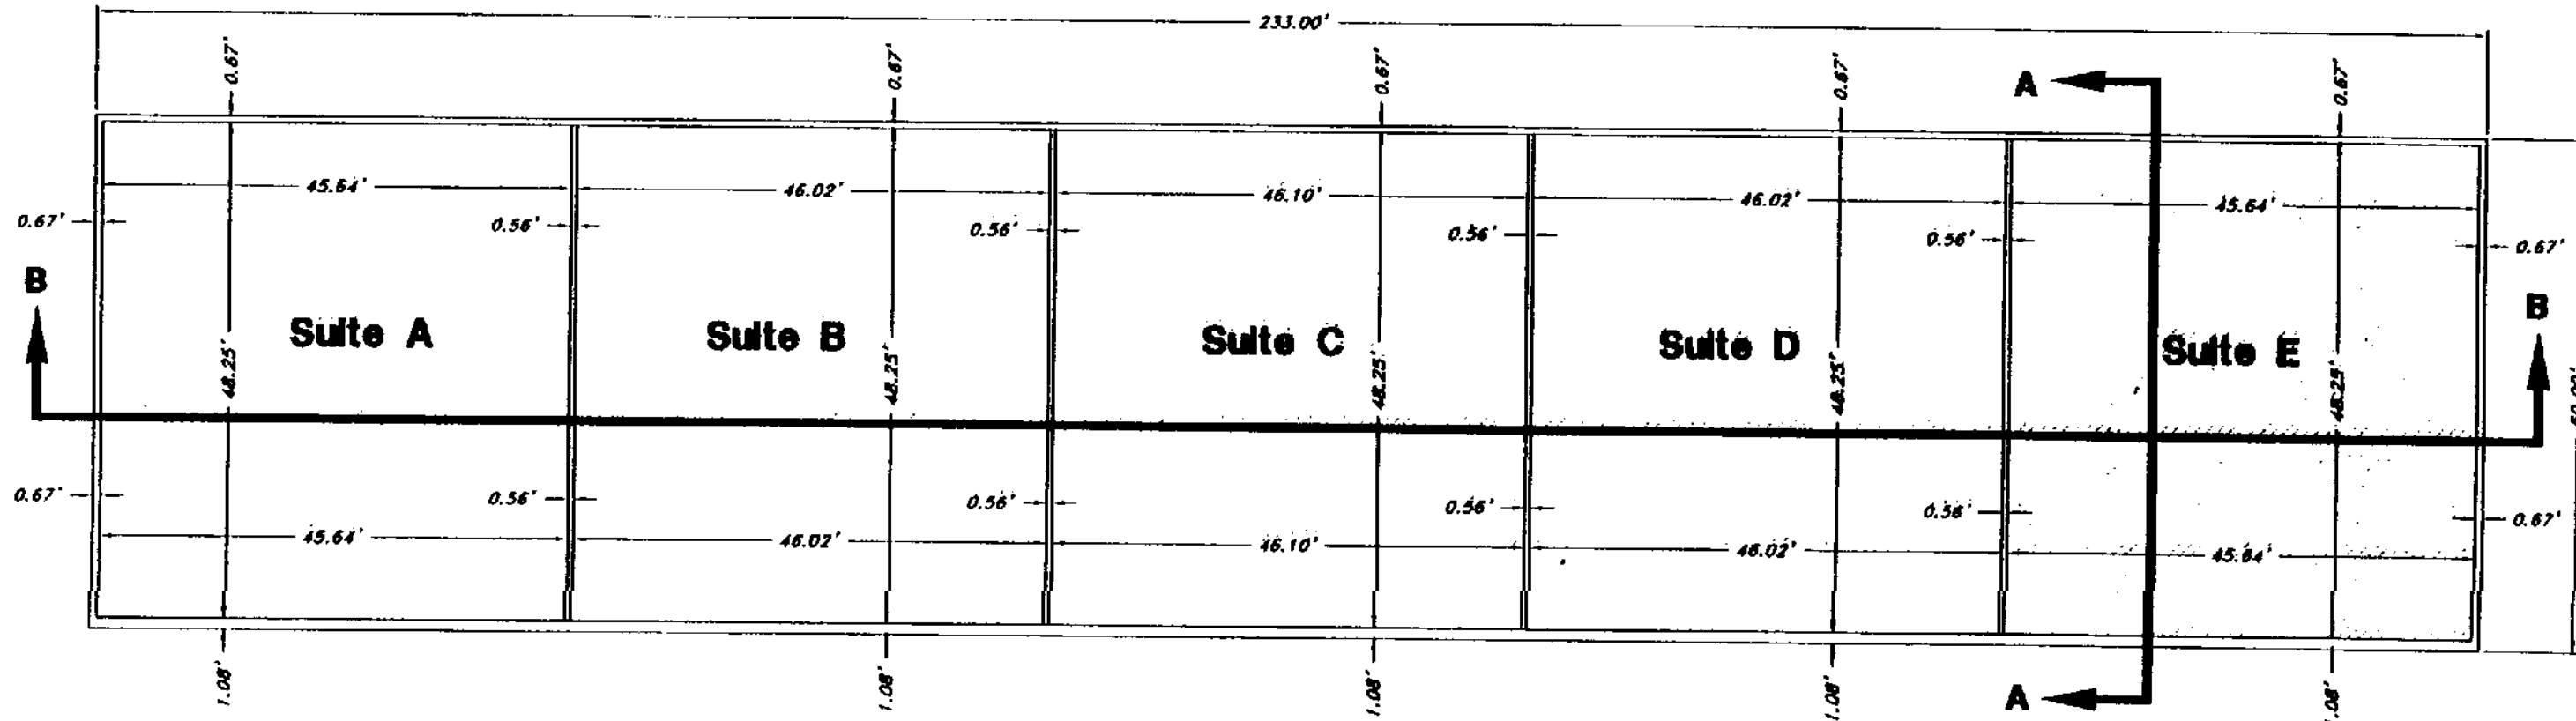 233.00'
0.67' 0.67' 0.67' 0.67' 0.67'
A
45.64' 46.02' 46.10' 46.02' 45.64'
0.67' 0.56' 0.56' 0.56' 0.56' 0.67'
B B
Suite A Suite B Suite C Suite D Suite E
48.25' 48.25' 48.25' 48.25' 48.25'
0.67' 0.56' 0.56' 0.56' 0.56' 0.67'
45.64' 46.02' 46.10' 46.02' 45.64'
1.08' 1.08' 1.08' 1.08' 1.08'
A